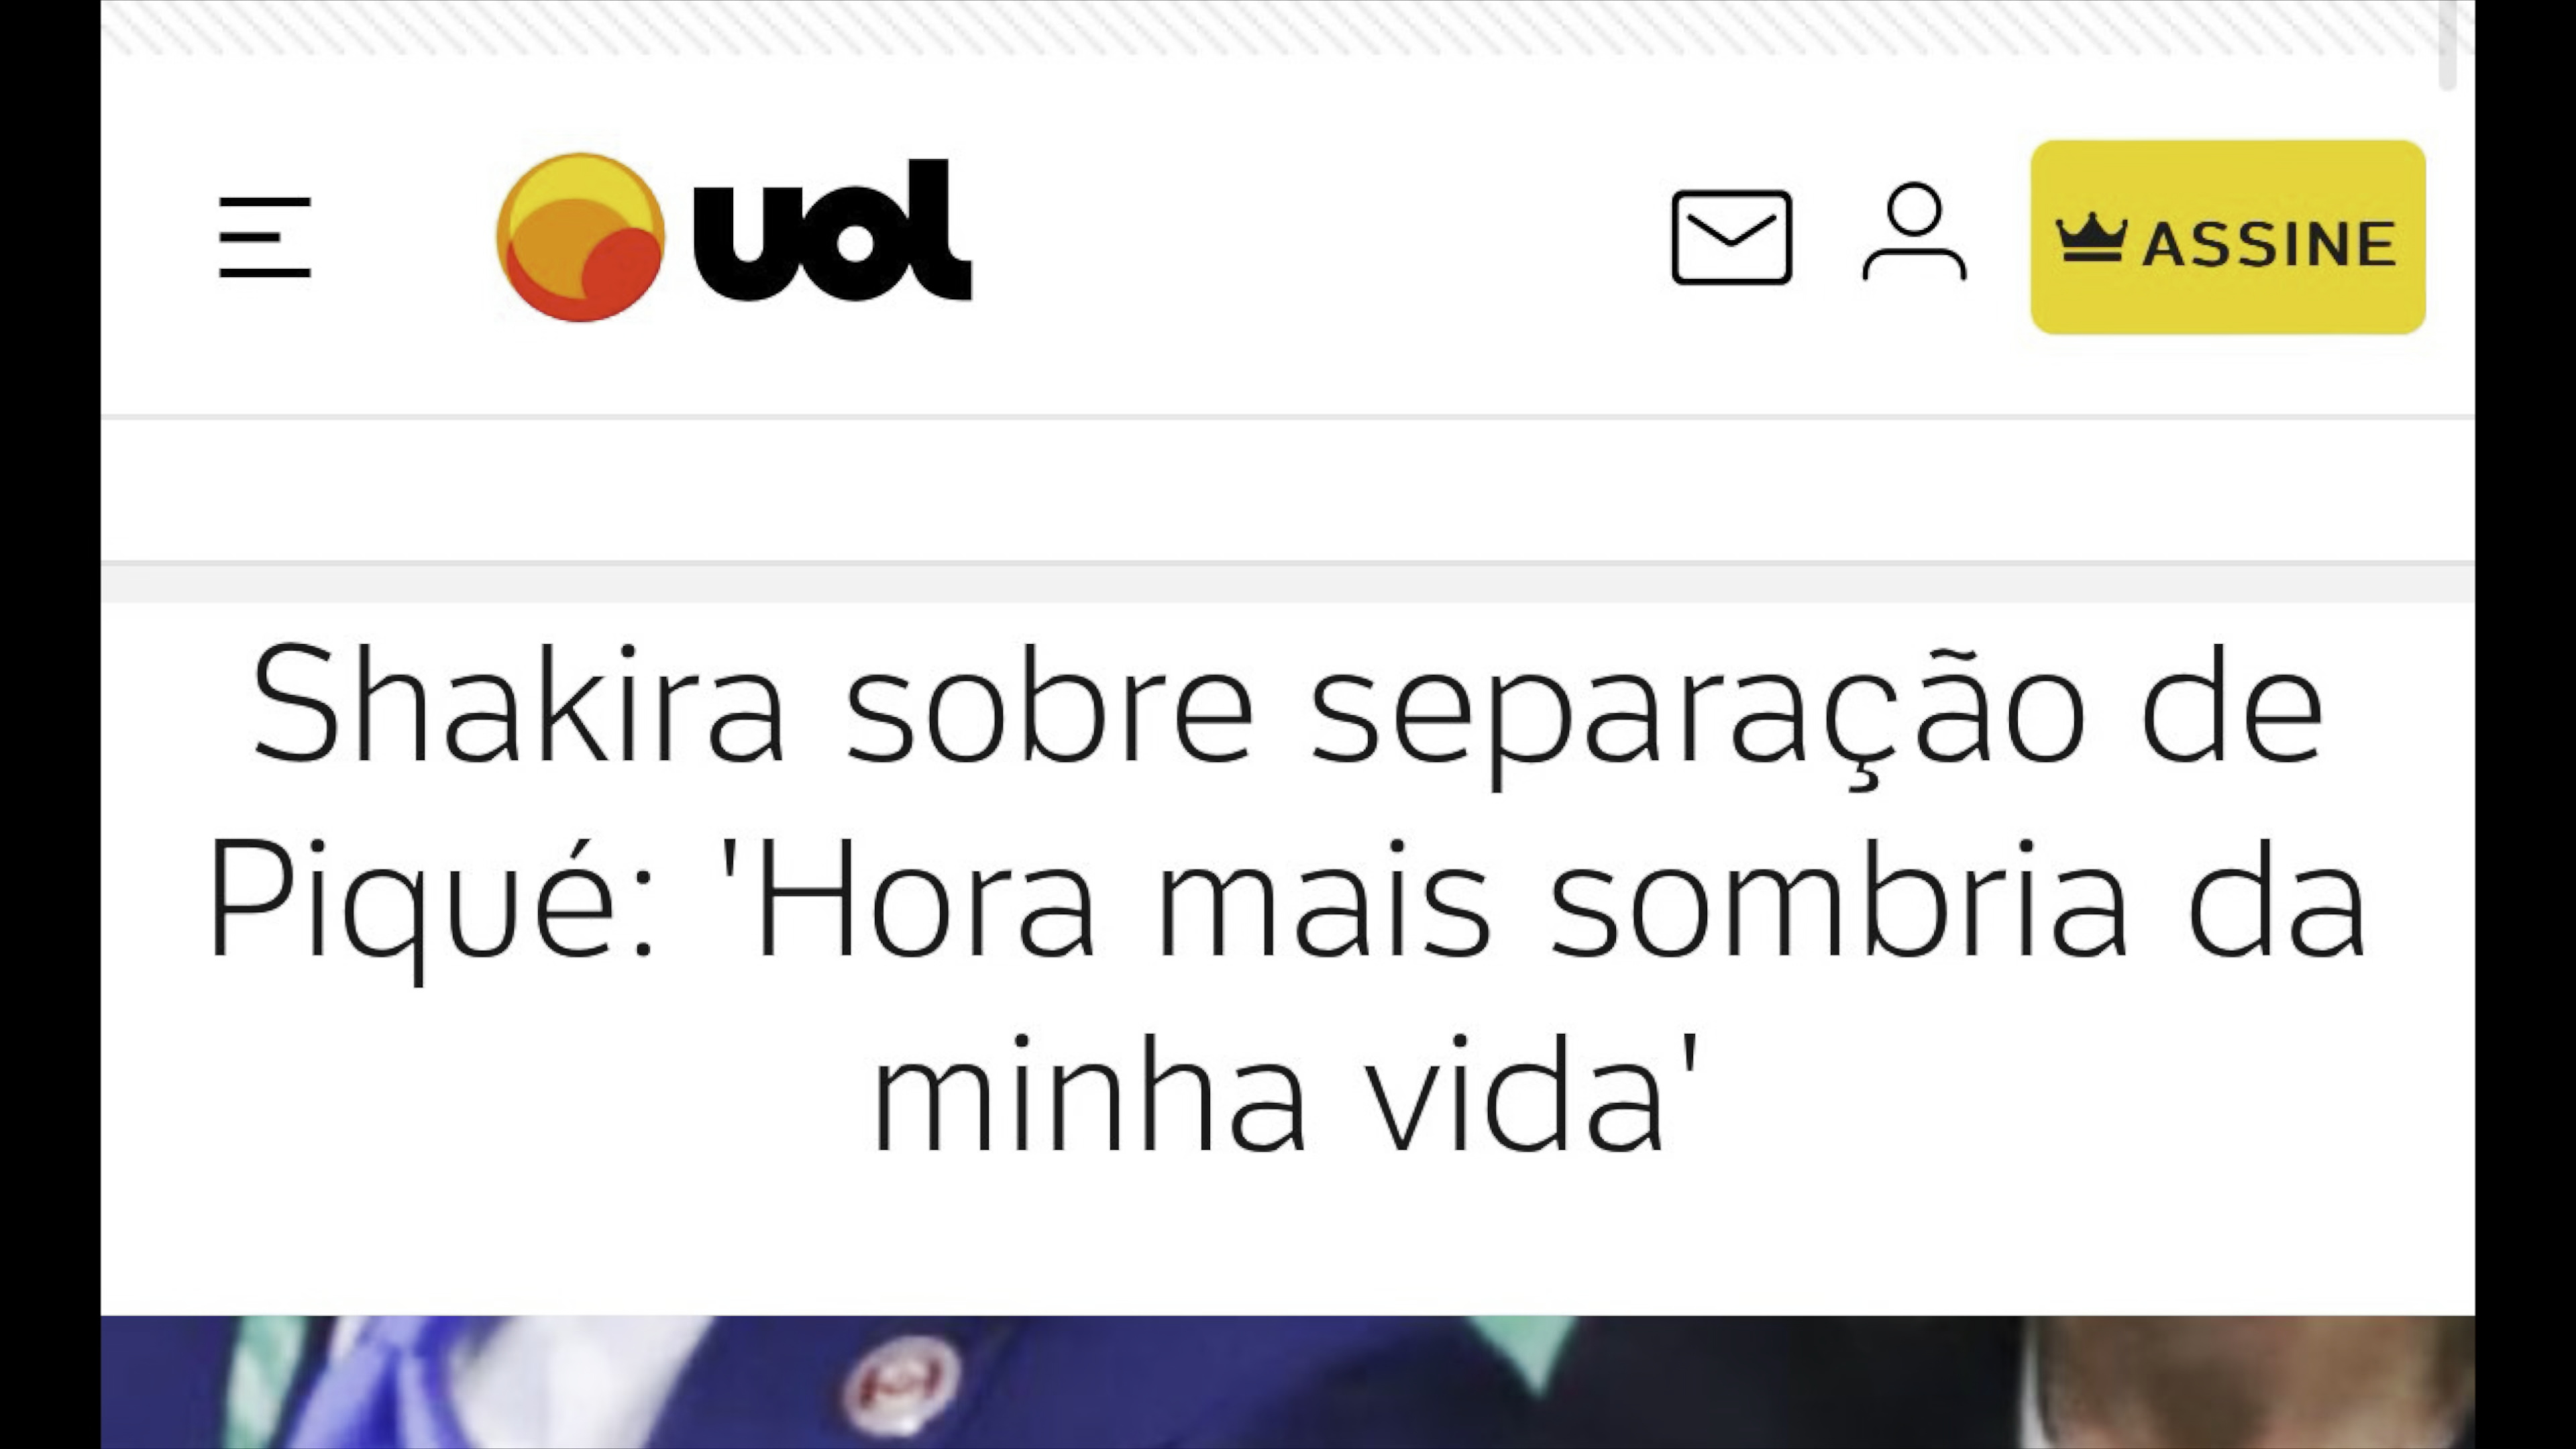 uol
ASSINE
Shakira sobre separação de
Piqué: 'Hora mais sombria da
minha vida'